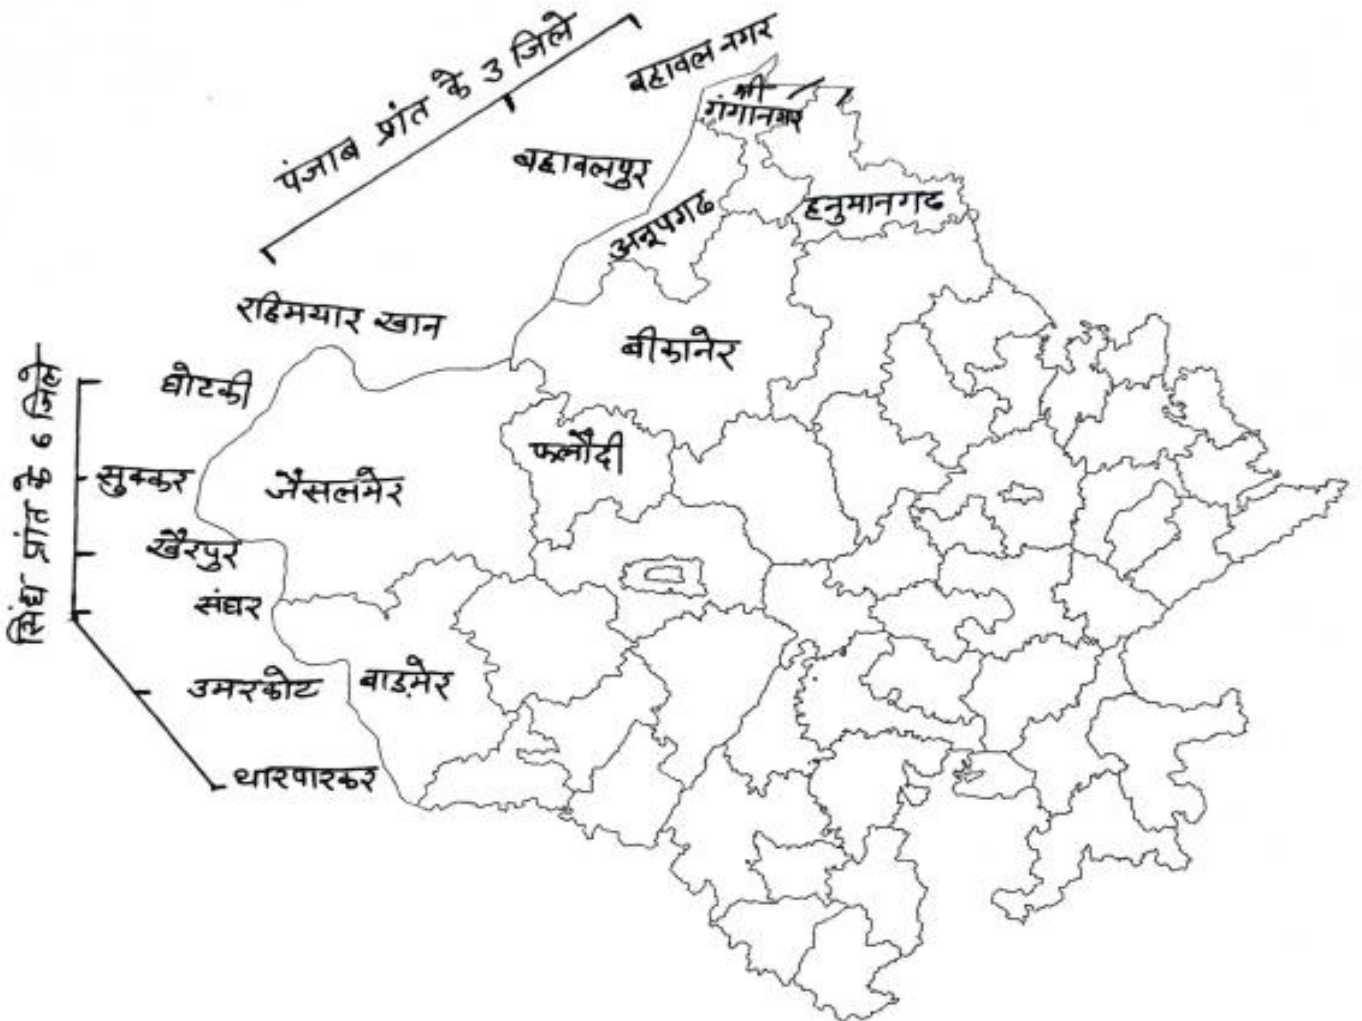 पंजाब प्रांत के 3 जिले
बहावल नगर
श्री
गंगानगर
बहावलपुर
हनुमानगढ
अनूपगढ
रहिमयार खान
बीकानेर
घोटकी
सिंध प्रांत के 6 जिले
फलौदी
सुक्कर
जैसलमेर
खैरपुर
संघर
उमरकोट
बाड़मेर
थारपारकर